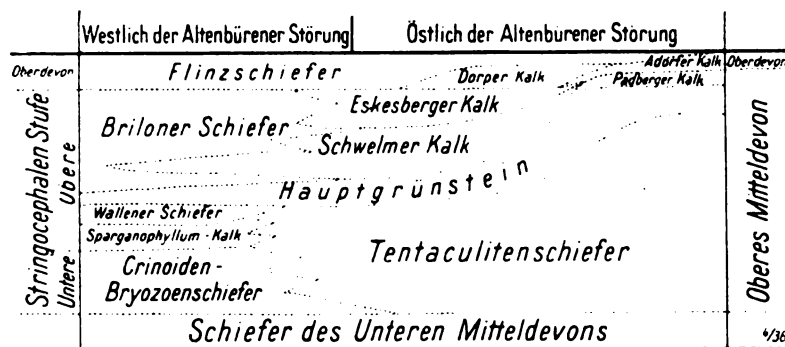 Westlich der Altenbürener Störung
Östlich der Altenbürener Störung
Oberdevon
Flinzschiefer
Dorper Kalk
Adorfer Kalk
Oberdevon
Padberger Kalk
Eskesberger Kalk
Briloner Schiefer
Schwelmer Kalk
Hauptgrünstein
Stringocephalen Stufe
Obere
Untere
Wallener Schiefer
Sparganophyllum-Kalk
Crinoiden-
Bryozoenschiefer
Tentaculitenschiefer
Oberes Mitteldevon
Schiefer des Unteren Mitteldevons